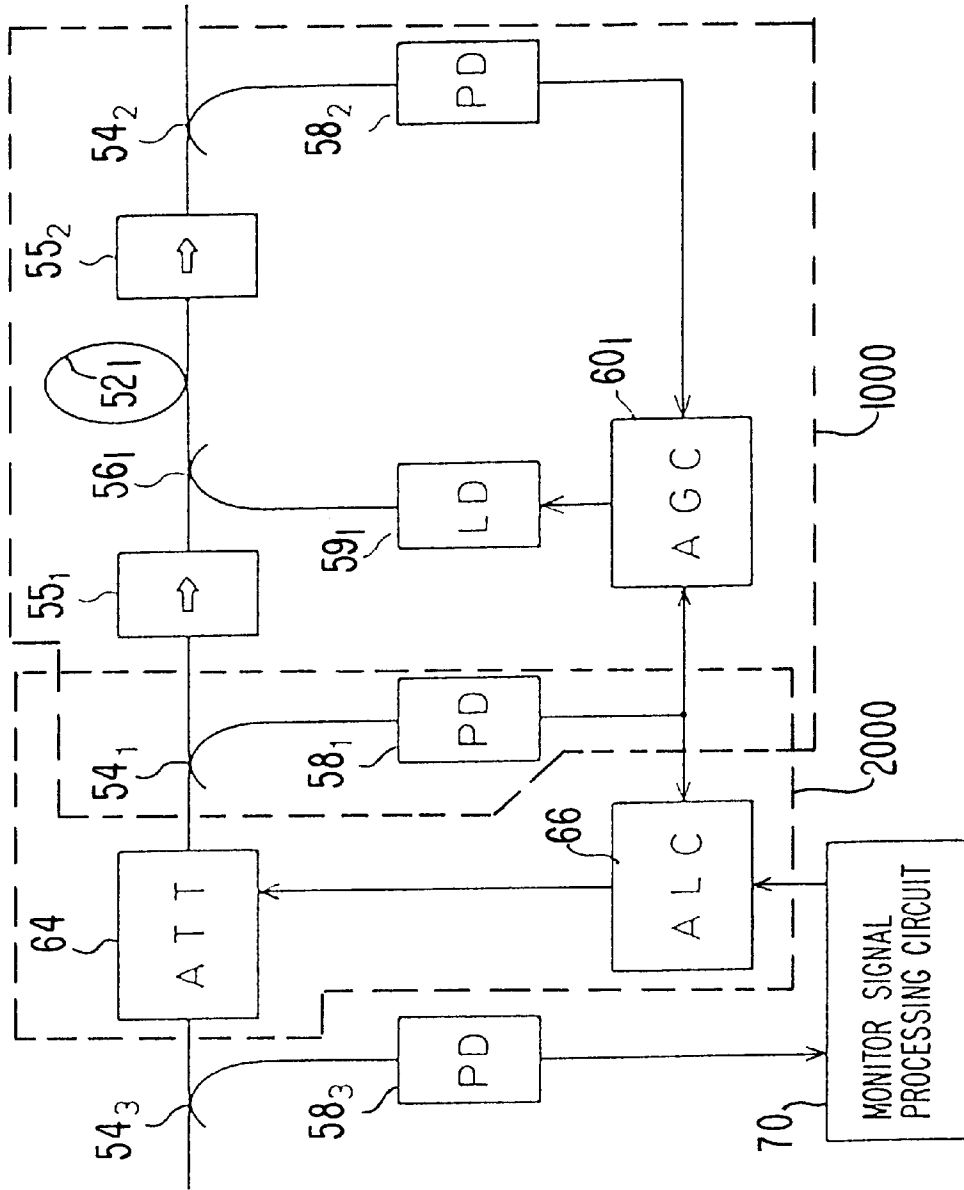 54₃
64
ATT
54₁
55₁
56₁
52₁
55₂
54₂
58₃
PD
58₁
PD
59₁
LD
58₂
PD
66
ALC
60₁
AGC
70
MONITOR SIGNAL
PROCESSING CIRCUIT
2000
1000